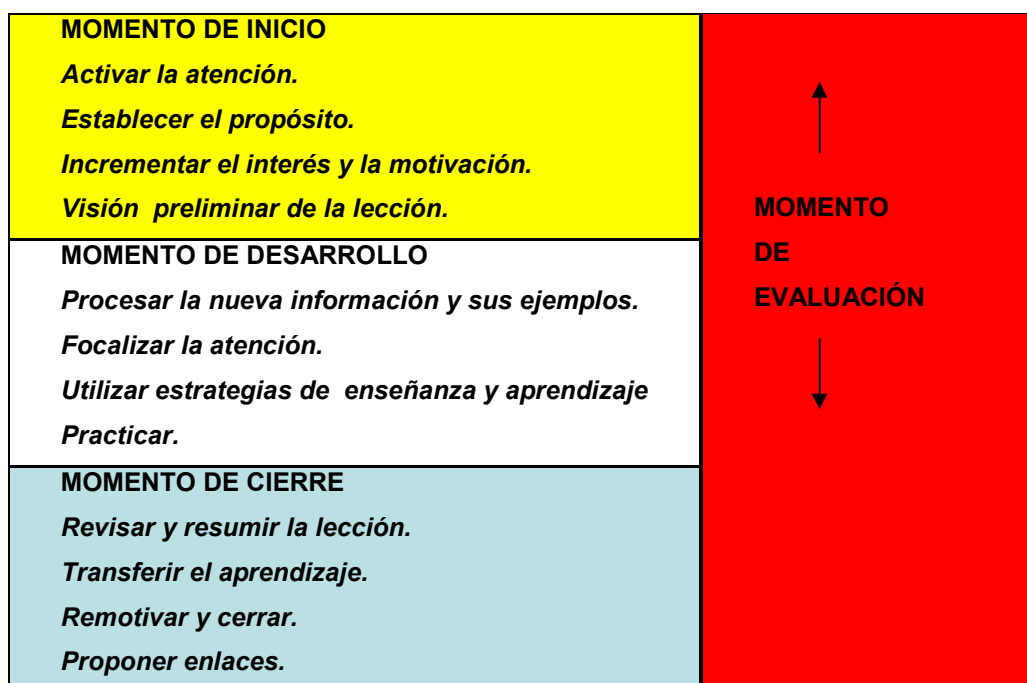 MOMENTO DE INICIO
Activar la atención.
Establecer el propósito.
Incrementar el interés y la motivación.
Visión preliminar de la lección.
MOMENTO DE DESARROLLO
Procesar la nueva información y sus ejemplos.
Focalizar la atención.
Utilizar estrategias de enseñanza y aprendizaje
Practicar.
MOMENTO DE CIERRE
Revisar y resumir la lección.
Transferir el aprendizaje.
Remotivar y cerrar.
Proponer enlaces.
MOMENTO
DE
EVALUACIÓN